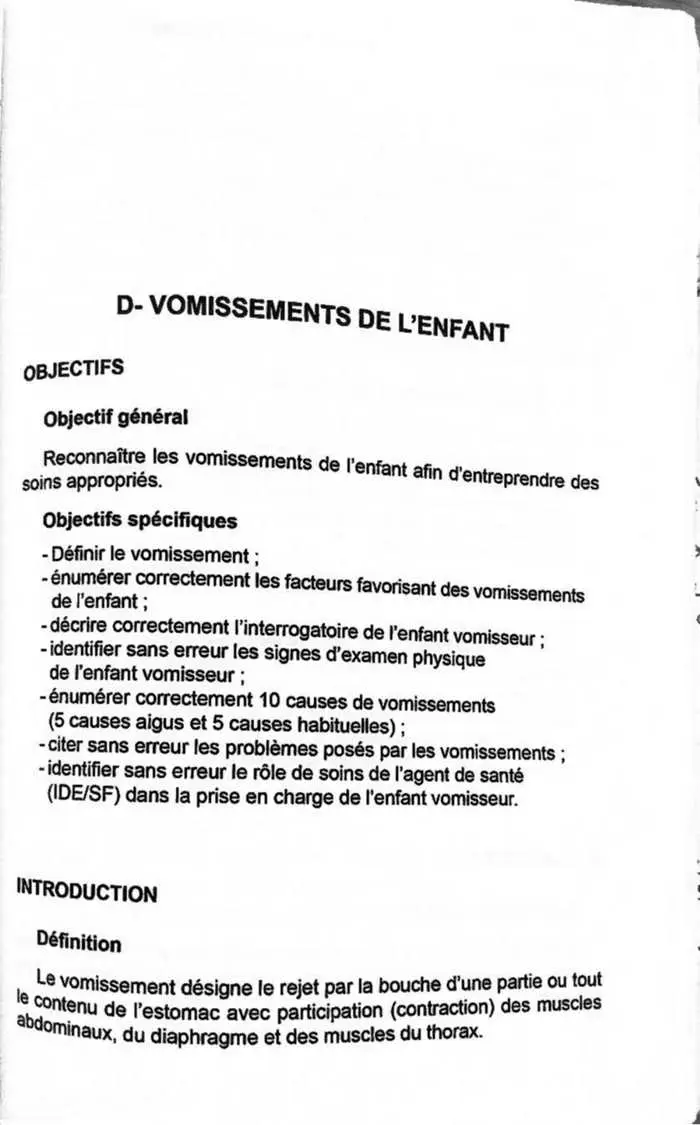 D- VOMISSEMENTS DE L'ENFANT
OBJECTIFS
Objectif général
Reconnaître les vomissements de l'enfant afin d'entreprendre des
soins appropriés.
Objectifs spécifiques
- Définir le vomissement ;
- énumérer correctement les facteurs favorisant des vomissements
de l'enfant ;
- décrire correctement l'interrogatoire de l'enfant vomisseur ;
- identifier sans erreur les signes d'examen physique
de l'enfant vomisseur ;
- énumérer correctement 10 causes de vomissements
(5 causes aigus et 5 causes habituelles) ;
- citer sans erreur les problèmes posés par les vomissements ;
- identifier sans erreur le rôle de soins de l'agent de santé
(IDE/SF) dans la prise en charge de l'enfant vomisseur.
INTRODUCTION
Définition
Le vomissement désigne le rejet par la bouche d'une partie ou tout
le contenu de l'estomac avec participation (contraction) des muscles
abdominaux, du diaphragme et des muscles du thorax.